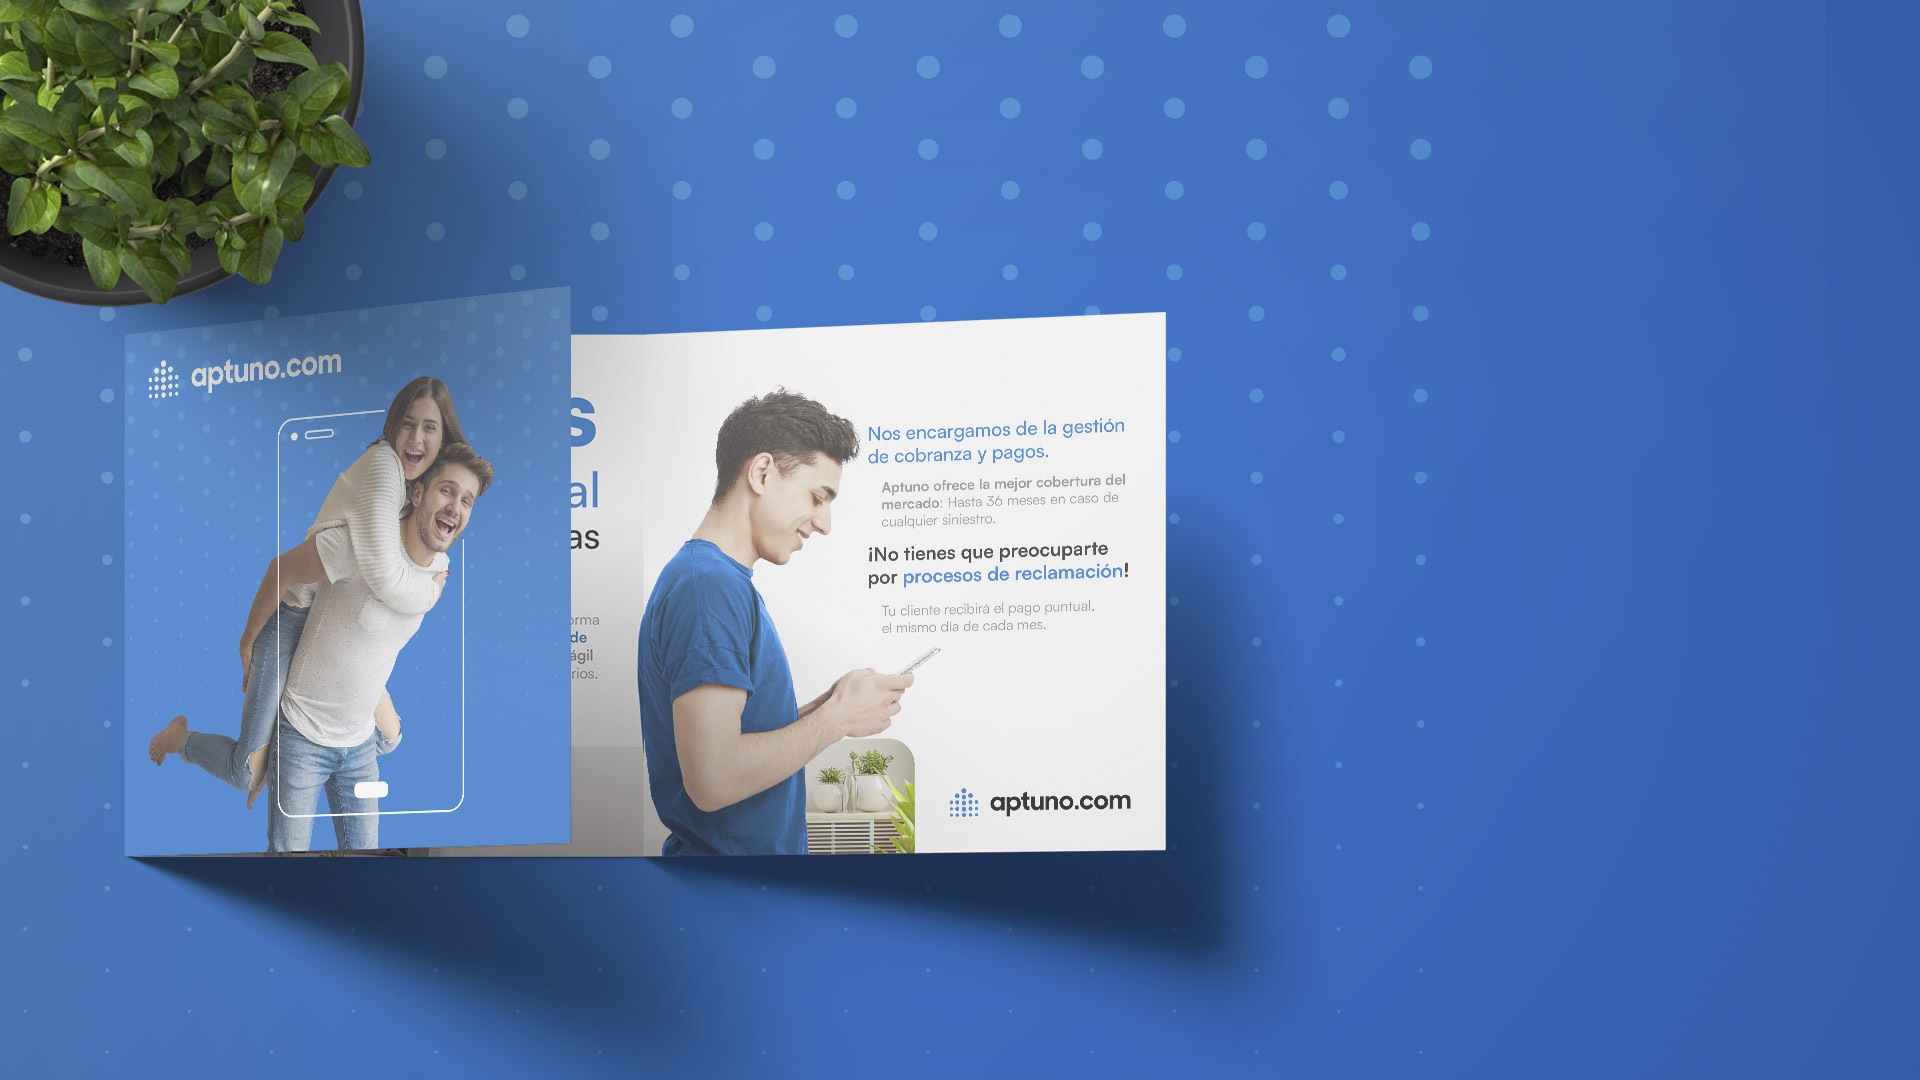 aptuno.com
s
al
as
orma
de
ágil
rios.
Nos encargamos de la gestión
de cobranza y pagos.
Aptuno ofrece la mejor cobertura del
mercado: Hasta 36 meses en caso de
cualquier siniestro.
¡No tienes que preocuparte
por procesos de reclamación!
Tu cliente recibirá el pago puntual,
el mismo día de cada mes.
aptuno.com